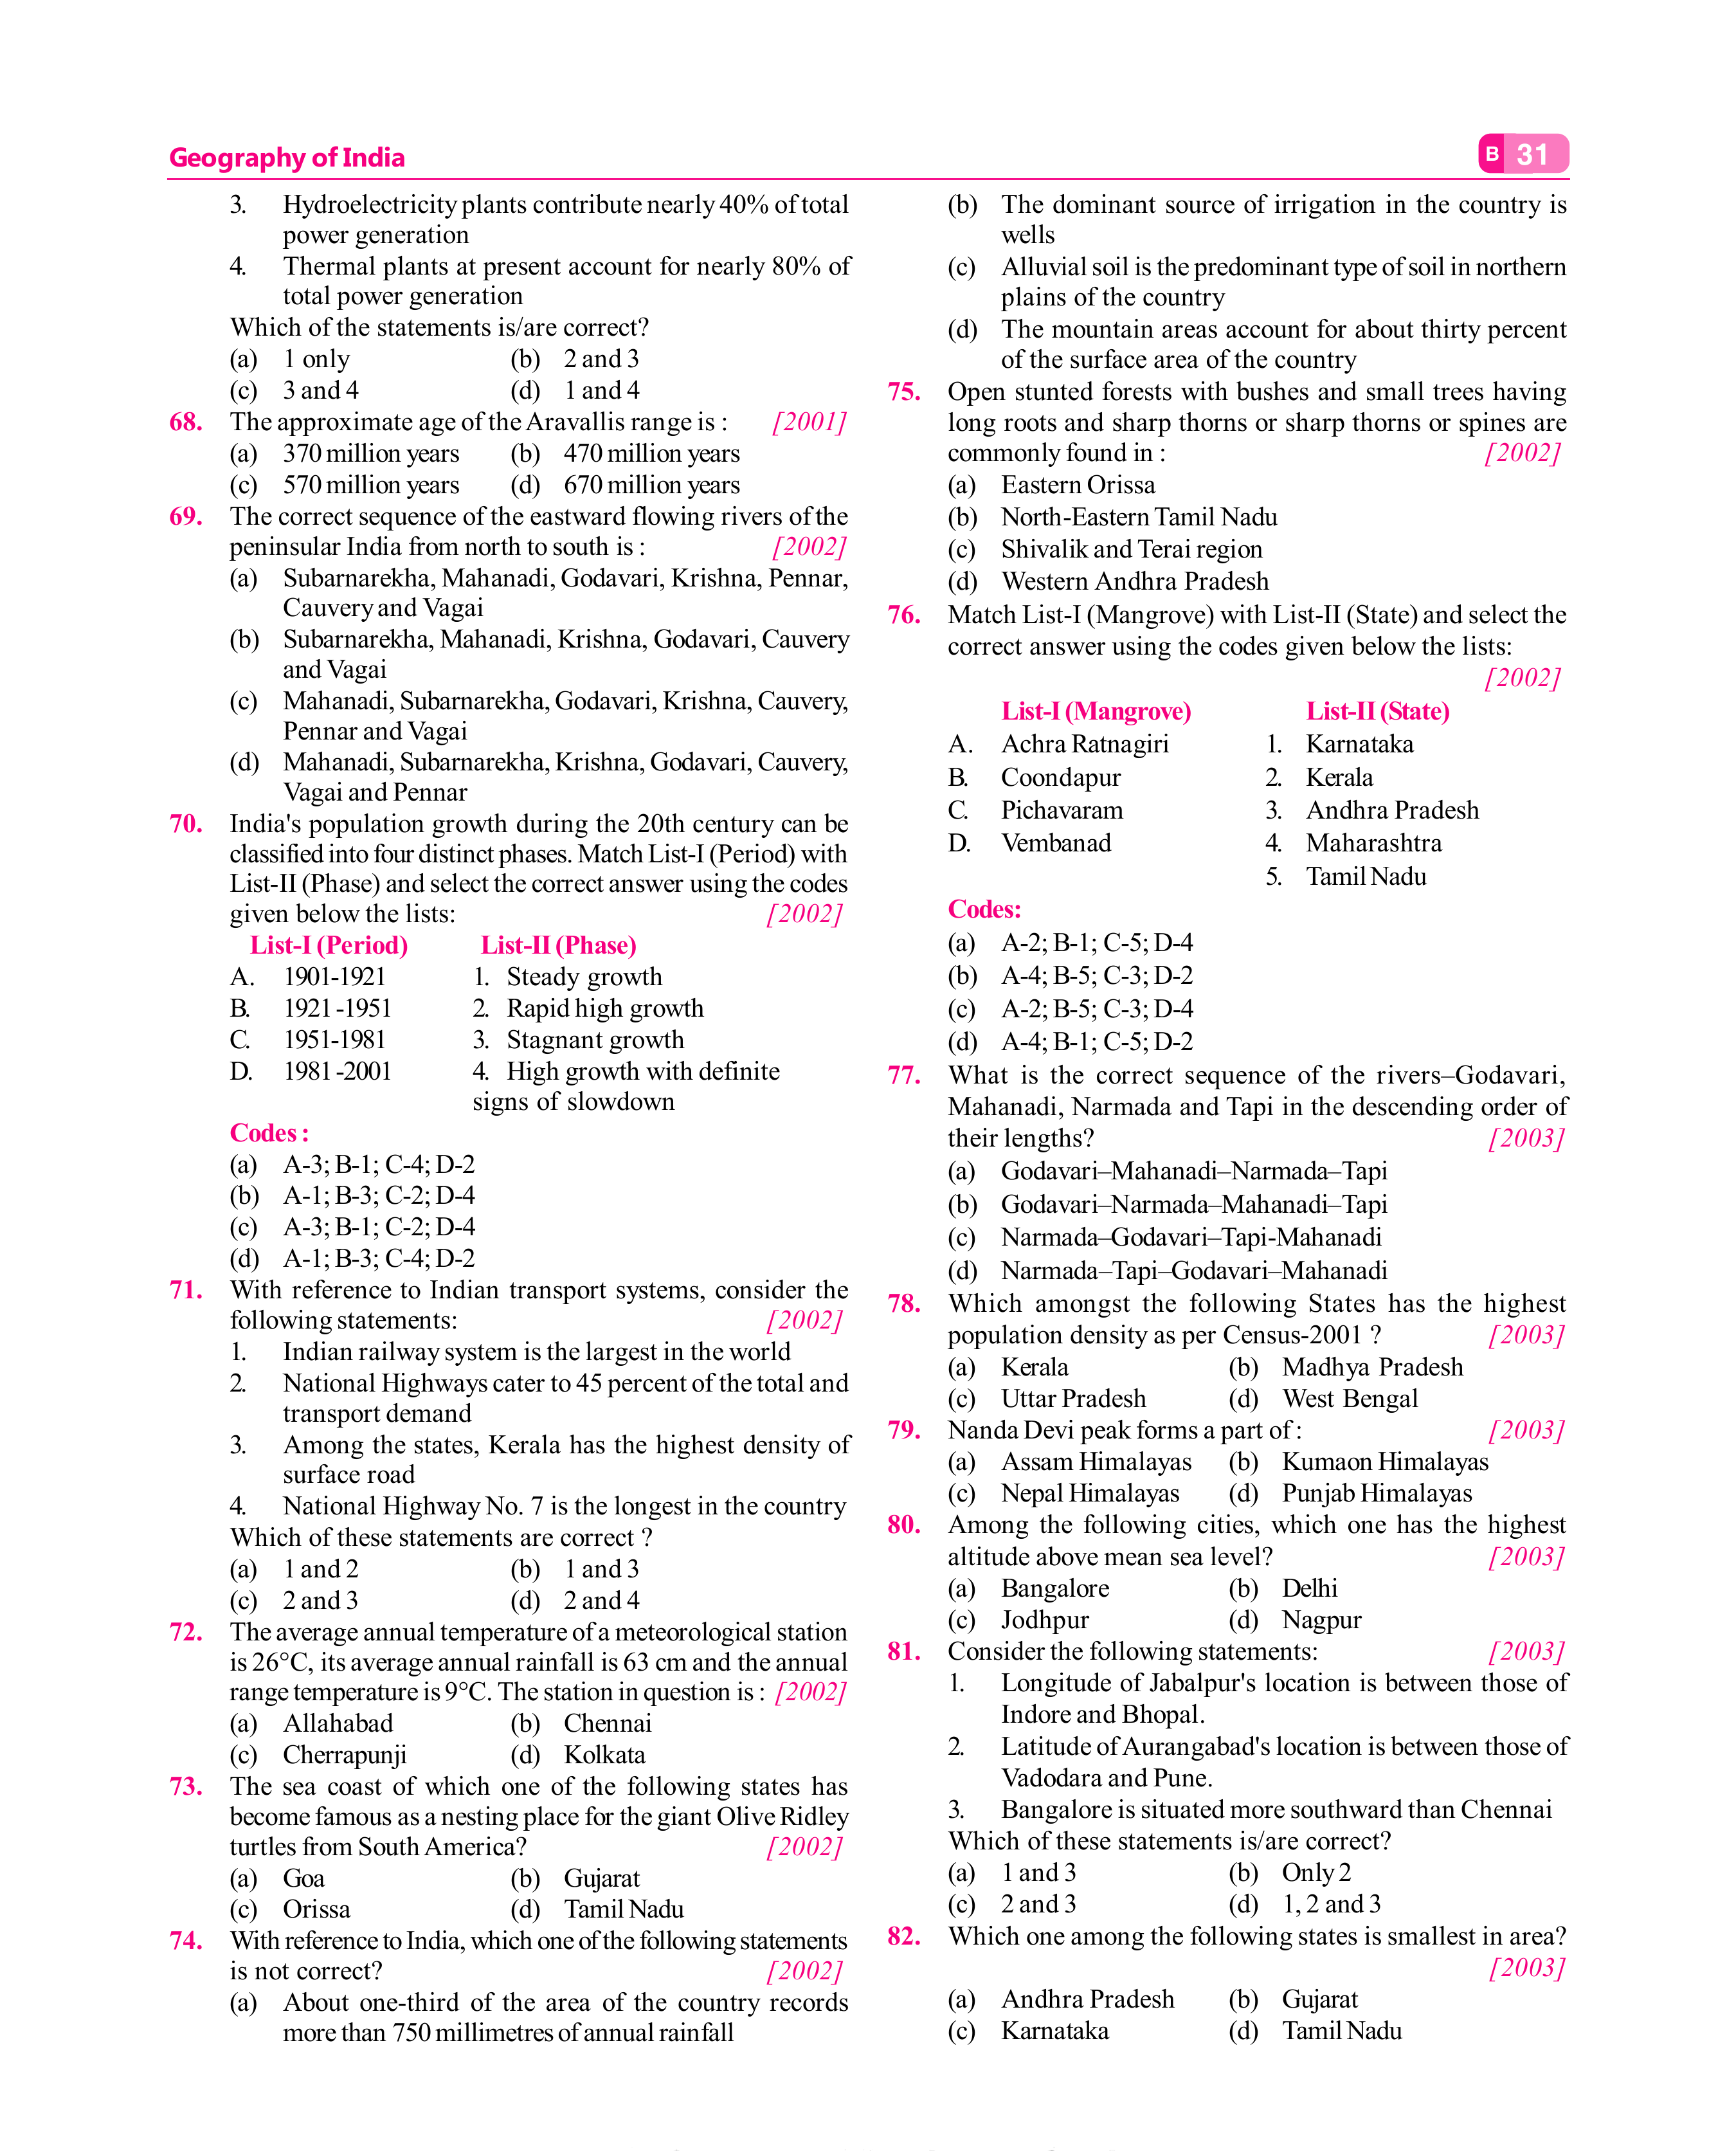 Geography of India
B 31
3. Hydroelectricity plants contribute nearly 40% of total
power generation
4. Thermal plants at present account for nearly 80% of
total power generation
Which of the statements is/are correct?
(a) 1 only (b) 2 and 3
(c) 3 and 4 (d) 1 and 4
68. The approximate age of the Aravallis range is : [2001]
(a) 370 million years (b) 470 million years
(c) 570 million years (d) 670 million years
69. The correct sequence of the eastward flowing rivers of the
peninsular India from north to south is : [2002]
(a) Subarnarekha, Mahanadi, Godavari, Krishna, Pennar,
Cauvery and Vagai
(b) Subarnarekha, Mahanadi, Krishna, Godavari, Cauvery
and Vagai
(c) Mahanadi, Subarnarekha, Godavari, Krishna, Cauvery,
Pennar and Vagai
(d) Mahanadi, Subarnarekha, Krishna, Godavari, Cauvery,
Vagai and Pennar
70. India's population growth during the 20th century can be
classified into four distinct phases. Match List-I (Period) with
List-II (Phase) and select the correct answer using the codes
given below the lists: [2002]
List-I (Period) List-II (Phase)
A. 1901-1921 1. Steady growth
B. 1921 -1951 2. Rapid high growth
C. 1951-1981 3. Stagnant growth
D. 1981 -2001 4. High growth with definite
signs of slowdown
Codes :
(a) A-3; B-1; C-4; D-2
(b) A-1; B-3; C-2; D-4
(c) A-3; B-1; C-2; D-4
(d) A-1; B-3; C-4; D-2
71. With reference to Indian transport systems, consider the
following statements: [2002]
1. Indian railway system is the largest in the world
2. National Highways cater to 45 percent of the total and
transport demand
3. Among the states, Kerala has the highest density of
surface road
4. National Highway No. 7 is the longest in the country
Which of these statements are correct ?
(a) 1 and 2 (b) 1 and 3
(c) 2 and 3 (d) 2 and 4
72. The average annual temperature of a meteorological station
is 26°C, its average annual rainfall is 63 cm and the annual
range temperature is 9°C. The station in question is : [2002]
(a) Allahabad (b) Chennai
(c) Cherrapunji (d) Kolkata
73. The sea coast of which one of the following states has
become famous as a nesting place for the giant Olive Ridley
turtles from South America? [2002]
(a) Goa (b) Gujarat
(c) Orissa (d) Tamil Nadu
74. With reference to India, which one of the following statements
is not correct? [2002]
(a) About one-third of the area of the country records
more than 750 millimetres of annual rainfall
(b) The dominant source of irrigation in the country is
wells
(c) Alluvial soil is the predominant type of soil in northern
plains of the country
(d) The mountain areas account for about thirty percent
of the surface area of the country
75. Open stunted forests with bushes and small trees having
long roots and sharp thorns or sharp thorns or spines are
commonly found in : [2002]
(a) Eastern Orissa
(b) North-Eastern Tamil Nadu
(c) Shivalik and Terai region
(d) Western Andhra Pradesh
76. Match List-I (Mangrove) with List-II (State) and select the
correct answer using the codes given below the lists:
[2002]
List-I (Mangrove) List-II (State)
A. Achra Ratnagiri 1. Karnataka
B. Coondapur 2. Kerala
C. Pichavaram 3. Andhra Pradesh
D. Vembanad 4. Maharashtra
5. Tamil Nadu
Codes:
(a) A-2; B-1; C-5; D-4
(b) A-4; B-5; C-3; D-2
(c) A-2; B-5; C-3; D-4
(d) A-4; B-1; C-5; D-2
77. What is the correct sequence of the rivers–Godavari,
Mahanadi, Narmada and Tapi in the descending order of
their lengths? [2003]
(a) Godavari–Mahanadi–Narmada–Tapi
(b) Godavari–Narmada–Mahanadi–Tapi
(c) Narmada–Godavari–Tapi-Mahanadi
(d) Narmada–Tapi–Godavari–Mahanadi
78. Which amongst the following States has the highest
population density as per Census-2001 ? [2003]
(a) Kerala (b) Madhya Pradesh
(c) Uttar Pradesh (d) West Bengal
79. Nanda Devi peak forms a part of : [2003]
(a) Assam Himalayas (b) Kumaon Himalayas
(c) Nepal Himalayas (d) Punjab Himalayas
80. Among the following cities, which one has the highest
altitude above mean sea level? [2003]
(a) Bangalore (b) Delhi
(c) Jodhpur (d) Nagpur
81. Consider the following statements: [2003]
1. Longitude of Jabalpur's location is between those of
Indore and Bhopal.
2. Latitude of Aurangabad's location is between those of
Vadodara and Pune.
3. Bangalore is situated more southward than Chennai
Which of these statements is/are correct?
(a) 1 and 3 (b) Only 2
(c) 2 and 3 (d) 1, 2 and 3
82. Which one among the following states is smallest in area?
[2003]
(a) Andhra Pradesh (b) Gujarat
(c) Karnataka (d) Tamil Nadu